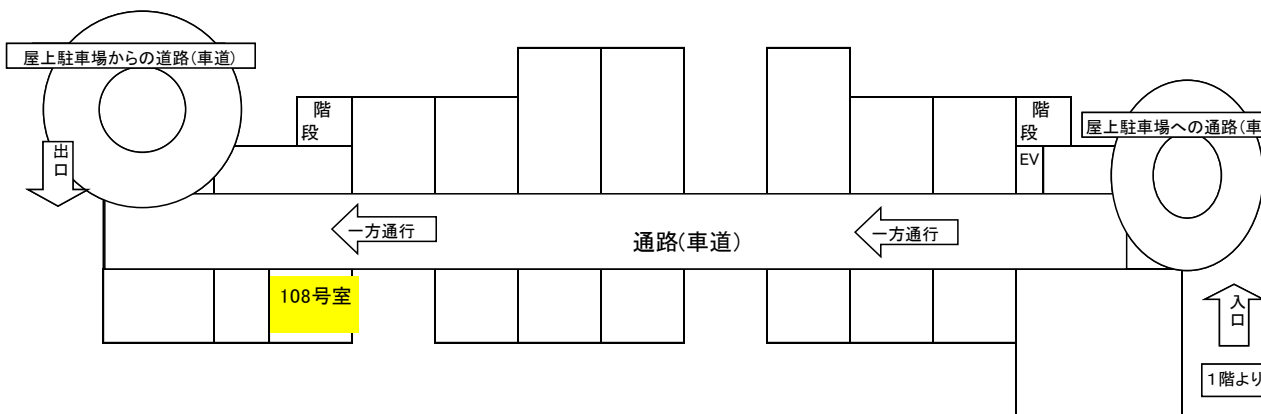 屋上駐車場からの道路(車道)
階
段
階
段
屋上駐車場への通路(車
出
口
EV
一方通行
通路(車道)
一方通行
108号室
入
口
1階より